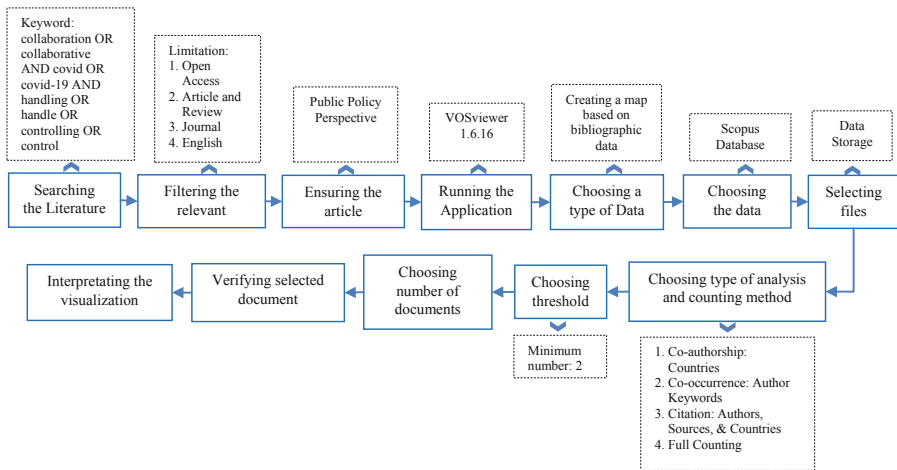 Keyword:
collaboration OR
collaborative
AND covid OR
covid-19 AND
handling OR
handle OR
controlling OR
control
Limitation:
1. Open
Access
2. Article and
Review
3. Journal
4. English
Public Policy
Perspective
VOSviewer
1.6.16
Creating a map
based on
bibliographic
data
Scopus
Database
Data
Storage
Searching
the Literature
Filtering the
relevant
Ensuring the
article
Running the
Application
Choosing a
type of Data
Choosing
the data
Selecting
files
Choosing type of analysis
and counting method
Choosing
threshold
Choosing
number of
documents
Verifying selected
document
Interpretating the
visualization
Minimum
number: 2
1. Co-authorship:
Countries
2. Co-occurrence: Author
Keywords
3. Citation: Authors,
Sources, & Countries
4. Full Counting